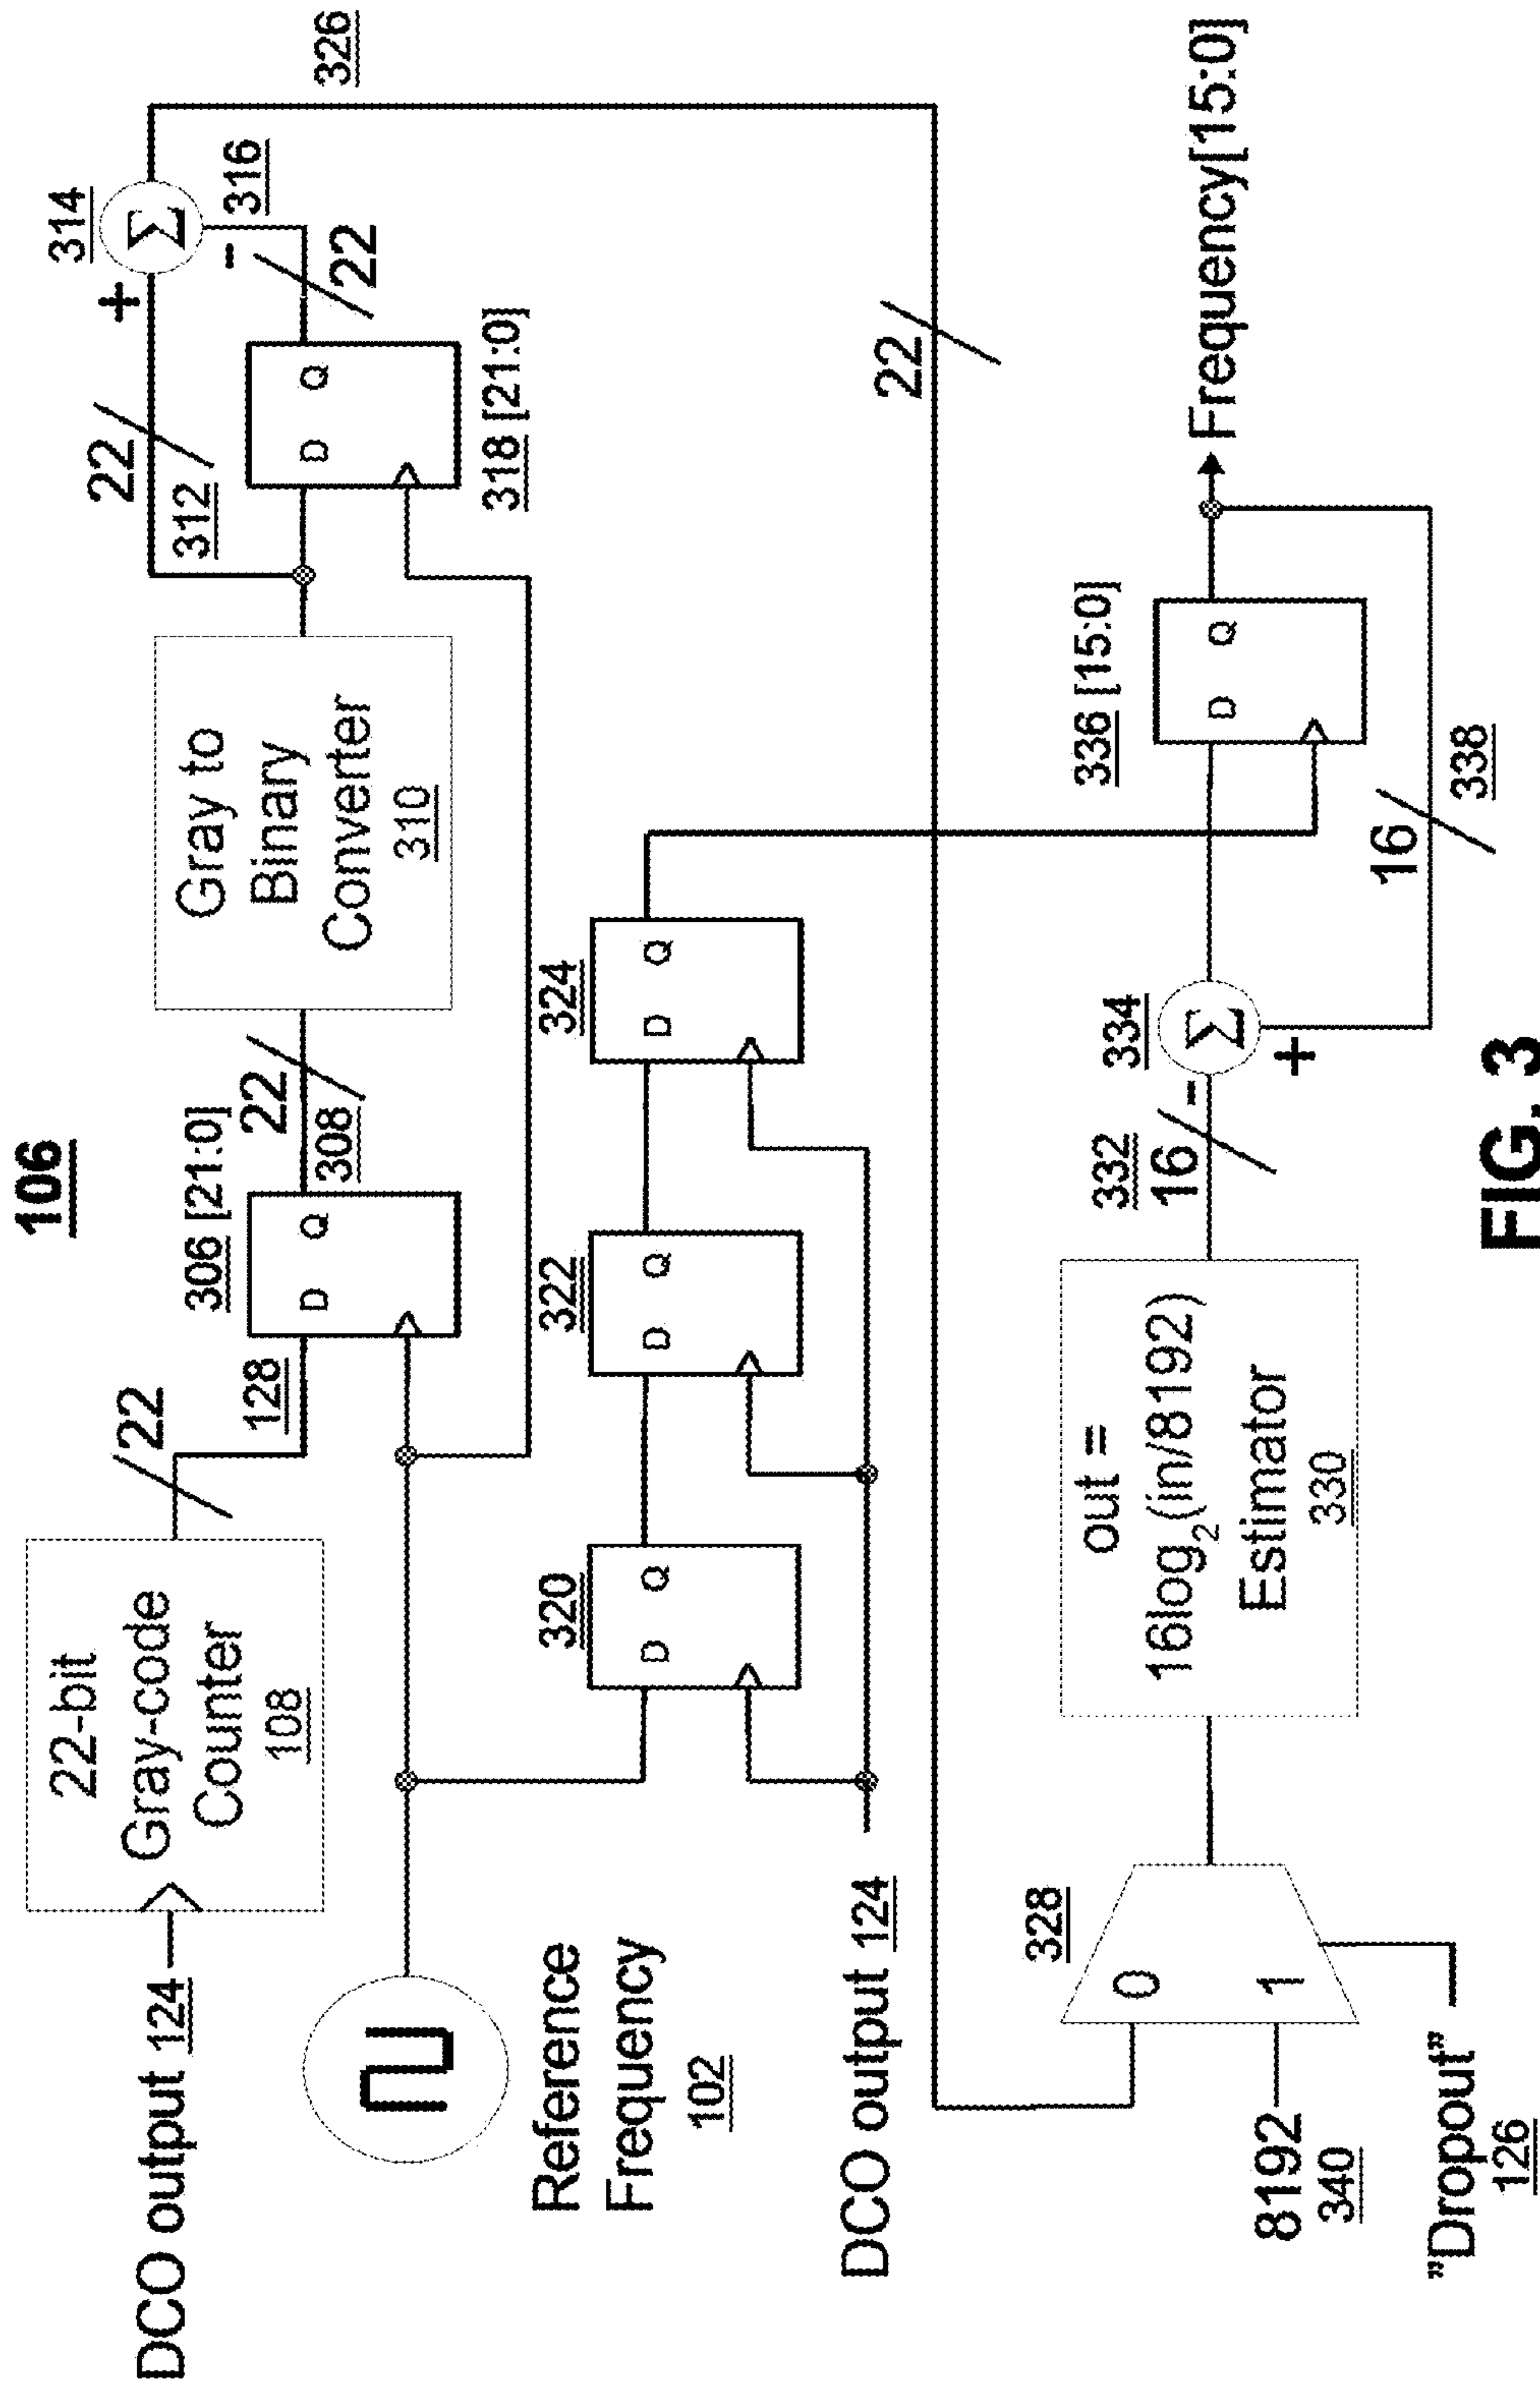 106
DCO output 124
22-bit
Gray-code
Counter
108
22
128
306 [21:0]
D Q
22
308
Gray to
Binary
Converter
310
22
312
D Q
318 [21:0]
+
314
Σ
-
316
22
326
Reference
Frequency
102
320
D Q
322
D Q
324
D Q
DCO output 124
22
328
0
1
8192
340
"Dropout"
126
out =
16log₂(in/8192)
Estimator
330
332
16
-
334
Σ
+
336 [15:0]
D Q
16
338
Frequency[15:0]
FIG. 3